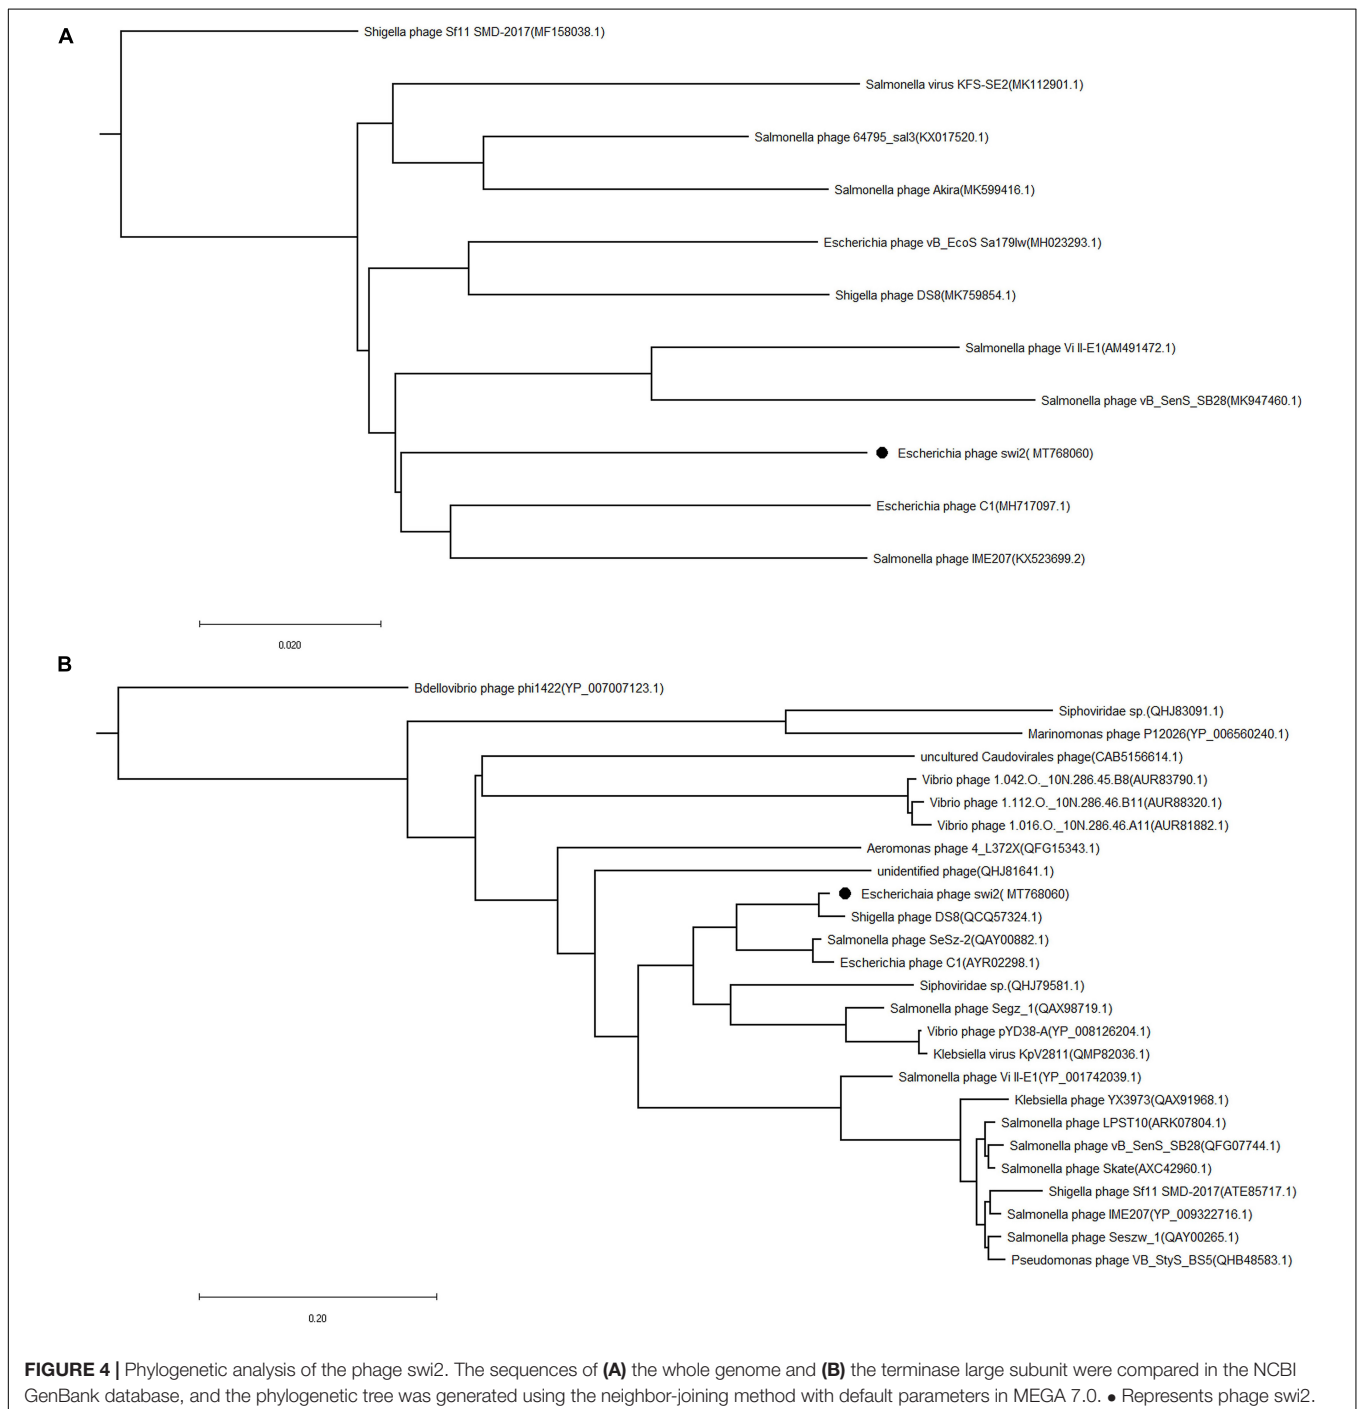 A
Shigella phage Sf11 SMD-2017(MF158038.1)
Salmonella virus KFS-SE2(MK112901.1)
Salmonella phage 64795_sal3(KX017520.1)
Salmonella phage Akira(MK599416.1)
Escherichia phage vB_EcoS Sa179lw(MH023293.1)
Shigella phage DS8(MK759854.1)
Salmonella phage Vi II-E1(AM491472.1)
Salmonella phage vB_SenS_SB28(MK947460.1)
Escherichia phage swi2( MT768060)
Escherichia phage C1(MH717097.1)
Salmonella phage IME207(KX523699.2)
0.020
B
Bdellovibrio phage phi1422(YP_007007123.1)
Siphoviridae sp.(QHJ83091.1)
Marinomonas phage P12026(YP_006560240.1)
uncultured Caudovirales phage(CAB5156614.1)
Vibrio phage 1.042.O._10N.286.45.B8(AUR83790.1)
Vibrio phage 1.112.O._10N.286.46.B11(AUR88320.1)
Vibrio phage 1.016.O._10N.286.46.A11(AUR81882.1)
Aeromonas phage 4_L372X(QFG15343.1)
unidentified phage(QHJ81641.1)
Escherichaia phage swi2( MT768060)
Shigella phage DS8(QCQ57324.1)
Salmonella phage SeSz-2(QAY00882.1)
Escherichia phage C1(AYR02298.1)
Siphoviridae sp.(QHJ79581.1)
Salmonella phage Segz_1(QAX98719.1)
Vibrio phage pYD38-A(YP_008126204.1)
Klebsiella virus KpV2811(QMP82036.1)
Salmonella phage Vi II-E1(YP_001742039.1)
Klebsiella phage YX3973(QAX91968.1)
Salmonella phage LPST10(ARK07804.1)
Salmonella phage vB_SenS_SB28(QFG07744.1)
Salmonella phage Skate(AXC42960.1)
Shigella phage Sf11 SMD-2017(ATE85717.1)
Salmonella phage IME207(YP_009322716.1)
Salmonella phage Seszw_1(QAY00265.1)
Pseudomonas phage VB_StyS_BS5(QHB48583.1)
0.20
FIGURE 4 | Phylogenetic analysis of the phage swi2. The sequences of (A) the whole genome and (B) the terminase large subunit were compared in the NCBI
GenBank database, and the phylogenetic tree was generated using the neighbor-joining method with default parameters in MEGA 7.0. ● Represents phage swi2.